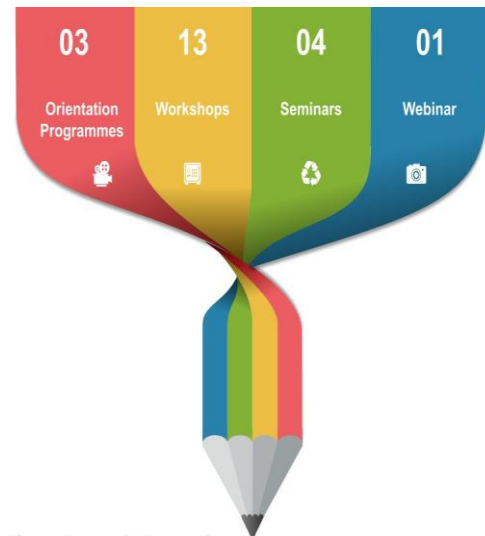 03
Orientation
Programmes
13
Workshops
04
Seminars
01
Webinar